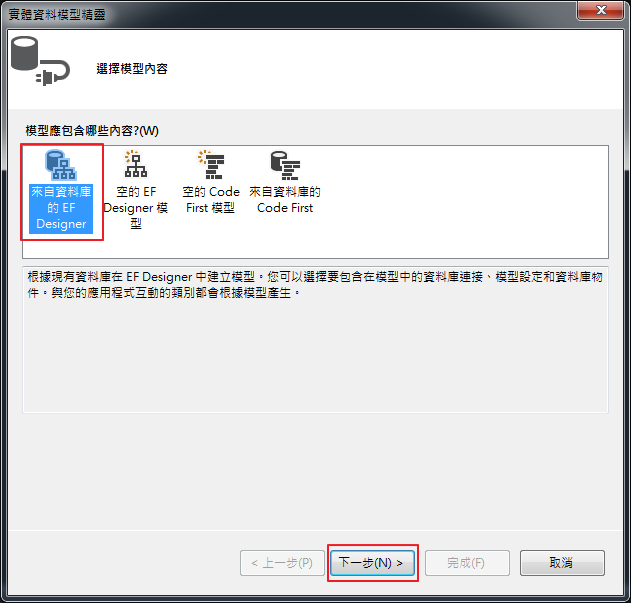 實體資料模型精靈
選擇模型內容
模型應包含哪些內容?(W)
來自資料庫
的 EF
Designer
空的 EF
Designer 模
型
空的 Code
First 模型
來自資料庫的
Code First
根據現有資料庫在 EF Designer 中建立模型。您可以選擇要包含在模型中的資料庫連接、模型設定和資料庫物
件。與您的應用程式互動的類別都會根據模型產生。
< 上一步(P)
下一步(N) >
完成(F)
取消